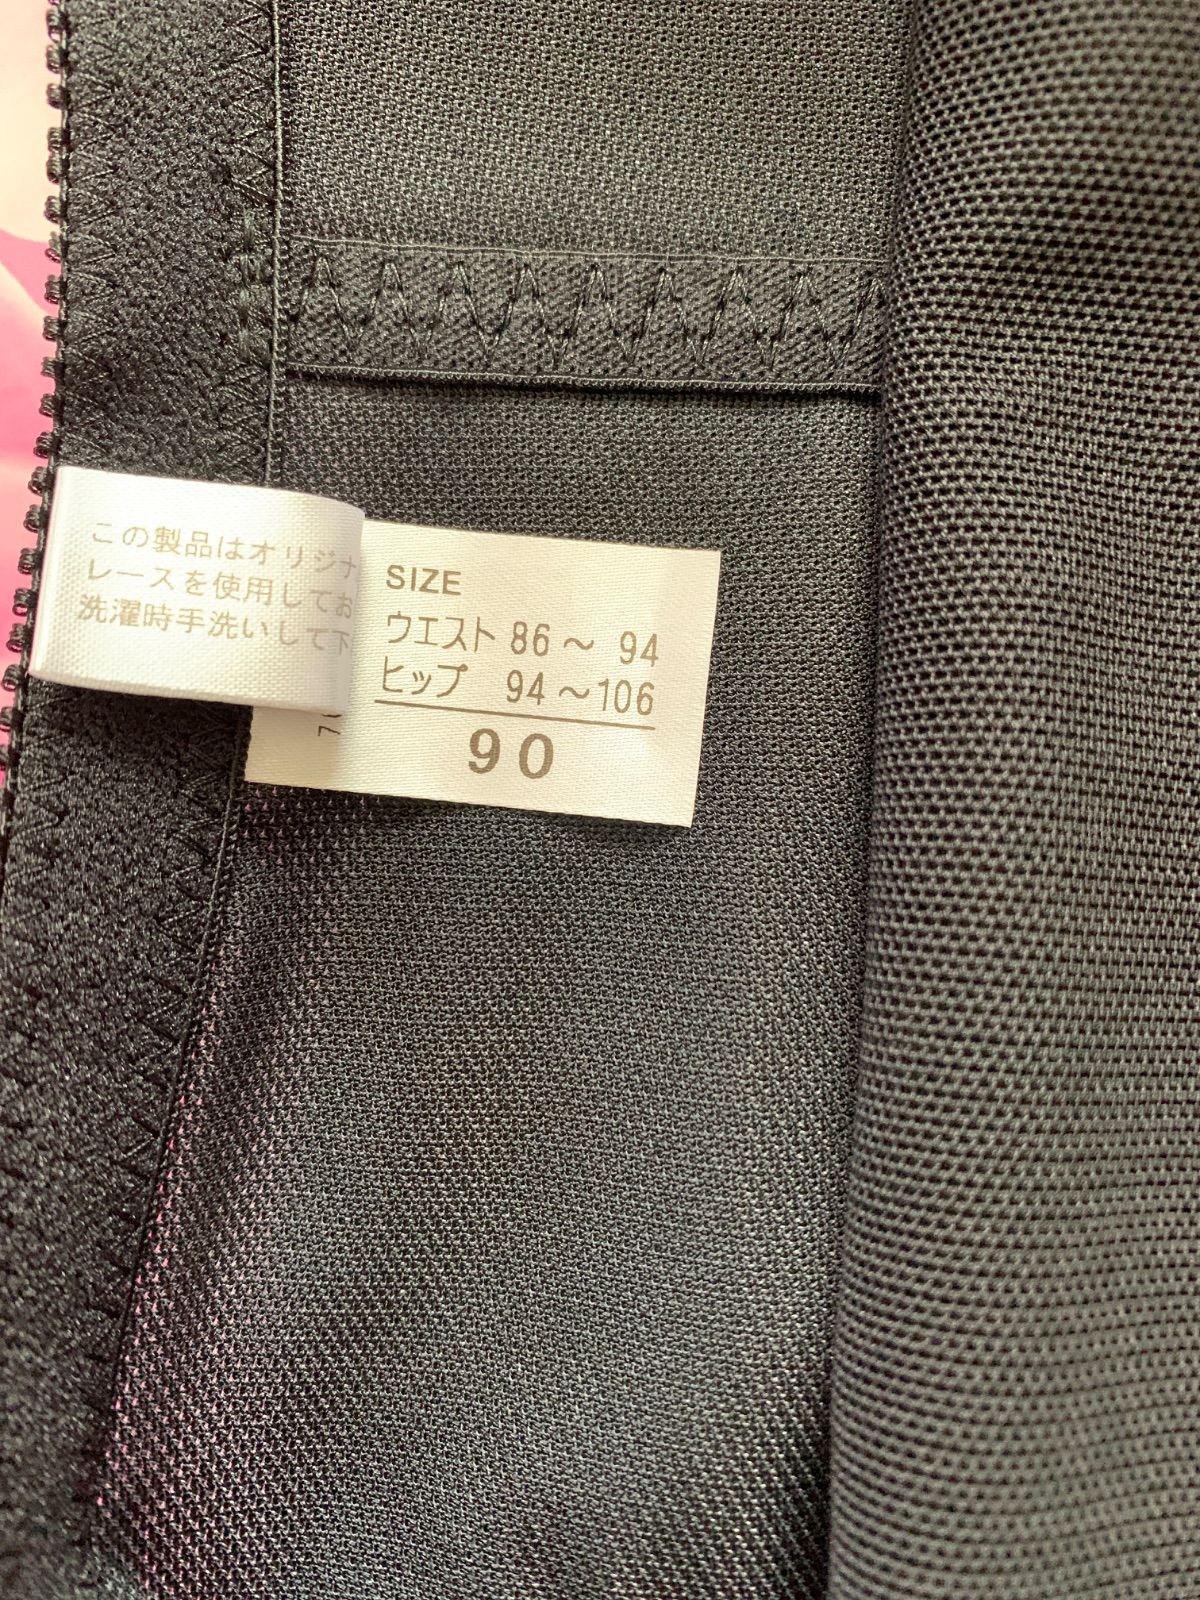 この製品はオリジナ
レースを使用してお
洗濯時手洗いして下
SIZE
ウエスト 86～ 94
ヒップ 94～106
90